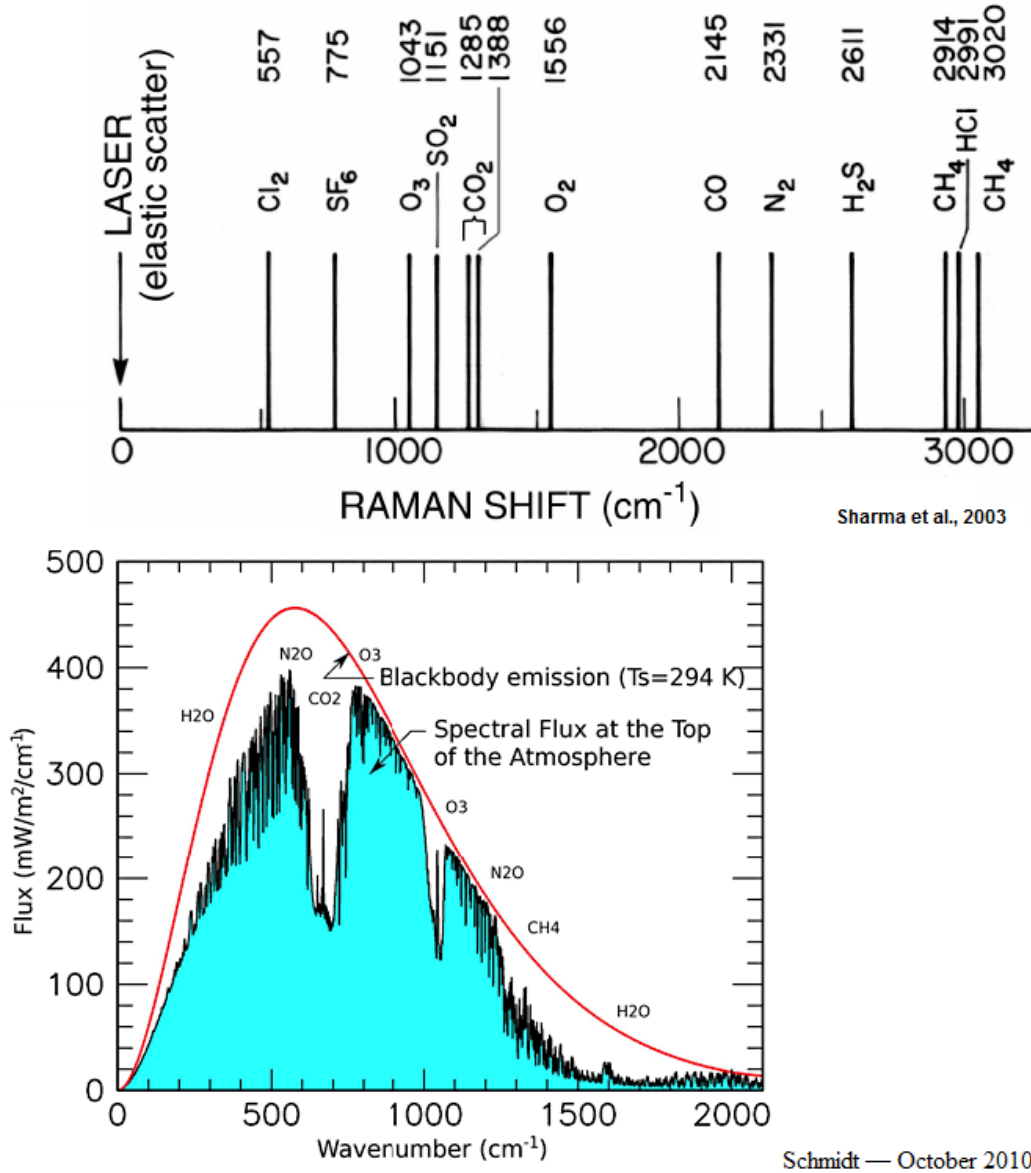 557
775
1043
1151
1285
1388
1556
2145
2331
2611
2914
2991
3020
LASER
(elastic scatter)
Cl₂
SF₆
O₃
SO₂
CO₂
O₂
CO
N₂
H₂S
CH₄
HCl
CH₄
0
1000
2000
3000
RAMAN SHIFT (cm⁻¹)
Sharma et al., 2003
500
400
300
200
100
0
Flux (mW/m²/cm⁻¹)
N2O
O3
Blackbody emission (Ts=294 K)
CO2
H2O
Spectral Flux at the Top
of the Atmosphere
O3
N2O
CH4
H2O
0
500
1000
1500
2000
Wavenumber (cm⁻¹)
Schmidt — October 2010